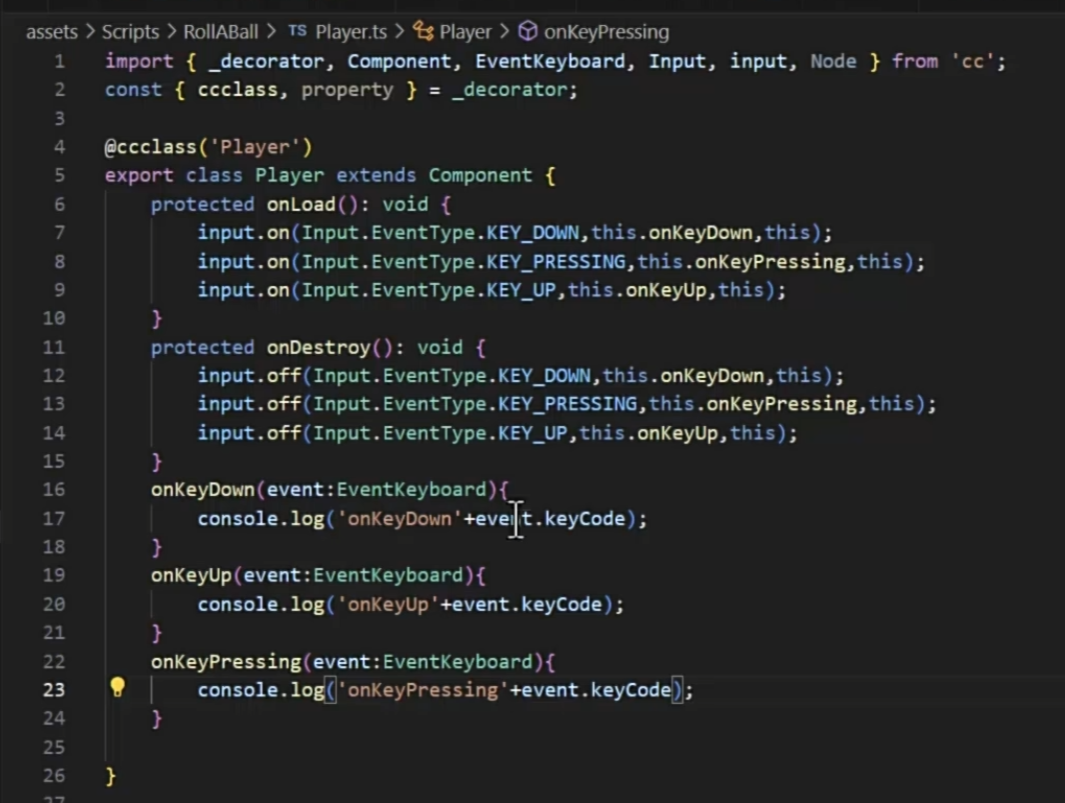 assets > Scripts > RollABall > TS Player.ts > Player > onKeyPressing
1 import { _decorator, Component, EventKeyboard, Input, input, Node } from 'cc';
2 const { ccclass, property } = _decorator;
3
4 @ccclass('Player')
5 export class Player extends Component {
6 protected onLoad(): void {
7 input.on(Input.EventType.KEY_DOWN,this.onKeyDown,this);
8 input.on(Input.EventType.KEY_PRESSING,this.onKeyPressing,this);
9 input.on(Input.EventType.KEY_UP,this.onKeyUp,this);
10 }
11 protected onDestroy(): void {
12 input.off(Input.EventType.KEY_DOWN,this.onKeyDown,this);
13 input.off(Input.EventType.KEY_PRESSING,this.onKeyPressing,this);
14 input.off(Input.EventType.KEY_UP,this.onKeyUp,this);
15 }
16 onKeyDown(event:EventKeyboard){
17 console.log('onKeyDown'+event.keyCode);
18 }
19 onKeyUp(event:EventKeyboard){
20 console.log('onKeyUp'+event.keyCode);
21 }
22 onKeyPressing(event:EventKeyboard){
23 console.log('onKeyPressing'+event.keyCode);
24 }
25
26 }
27